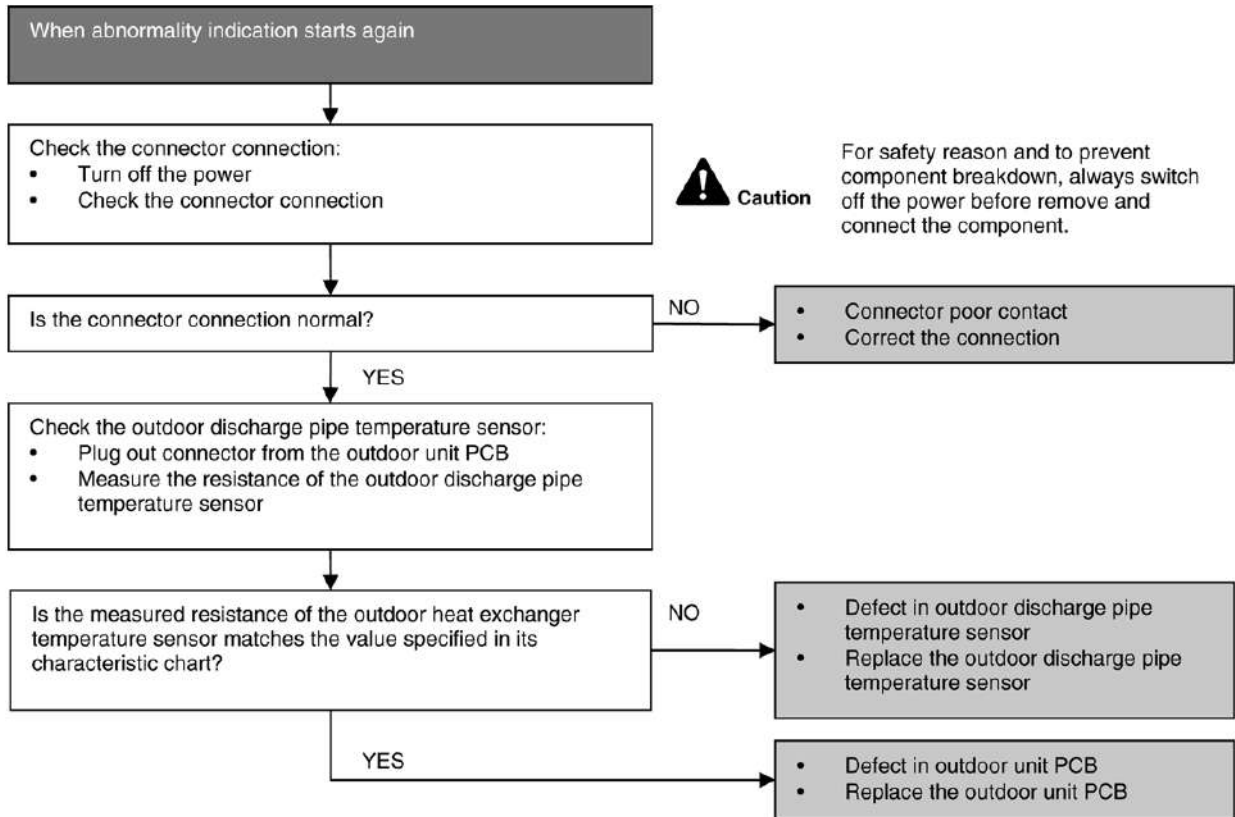 When abnormality indication starts again
Check the connector connection:
• Turn off the power
• Check the connector connection
Caution
For safety reason and to prevent
component breakdown, always switch
off the power before remove and
connect the component.
Is the connector connection normal?
NO
• Connector poor contact
• Correct the connection
YES
Check the outdoor discharge pipe temperature sensor:
• Plug out connector from the outdoor unit PCB
• Measure the resistance of the outdoor discharge pipe
temperature sensor
Is the measured resistance of the outdoor heat exchanger
temperature sensor matches the value specified in its
characteristic chart?
NO
• Defect in outdoor discharge pipe
temperature sensor
• Replace the outdoor discharge pipe
temperature sensor
YES
• Defect in outdoor unit PCB
• Replace the outdoor unit PCB